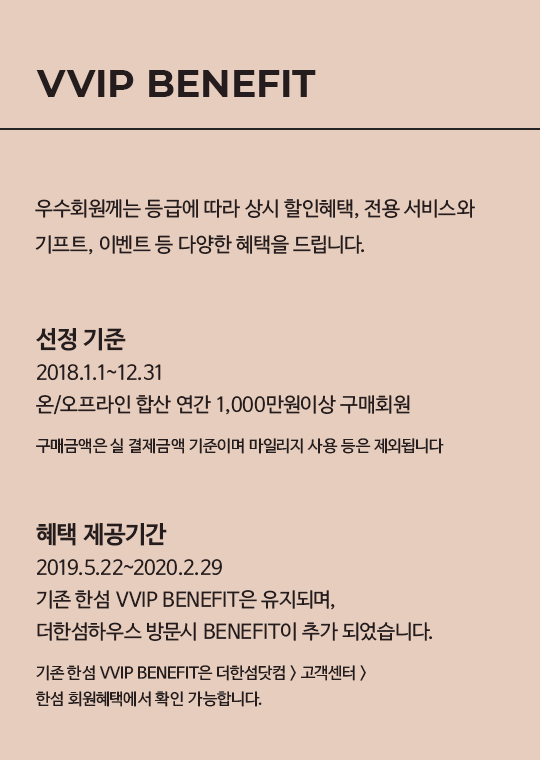 VVIP BENEFIT
우수회원께는 등급에 따라 상시 할인혜택, 전용 서비스와
기프트, 이벤트 등 다양한 혜택을 드립니다.
선정 기준
2018.1.1~12.31
온/오프라인 합산 연간 1,000만원이상 구매회원
구매금액은 실 결제금액 기준이며 마일리지 사용 등은 제외됩니다
혜택 제공기간
2019.5.22~2020.2.29
기존 한섬 VVIP BENEFIT은 유지되며,
더한섬하우스 방문시 BENEFIT이 추가 되었습니다.
기존 한섬 VVIP BENEFIT은 더한섬닷컴 > 고객센터 >
한섬 회원혜택에서 확인 가능합니다.